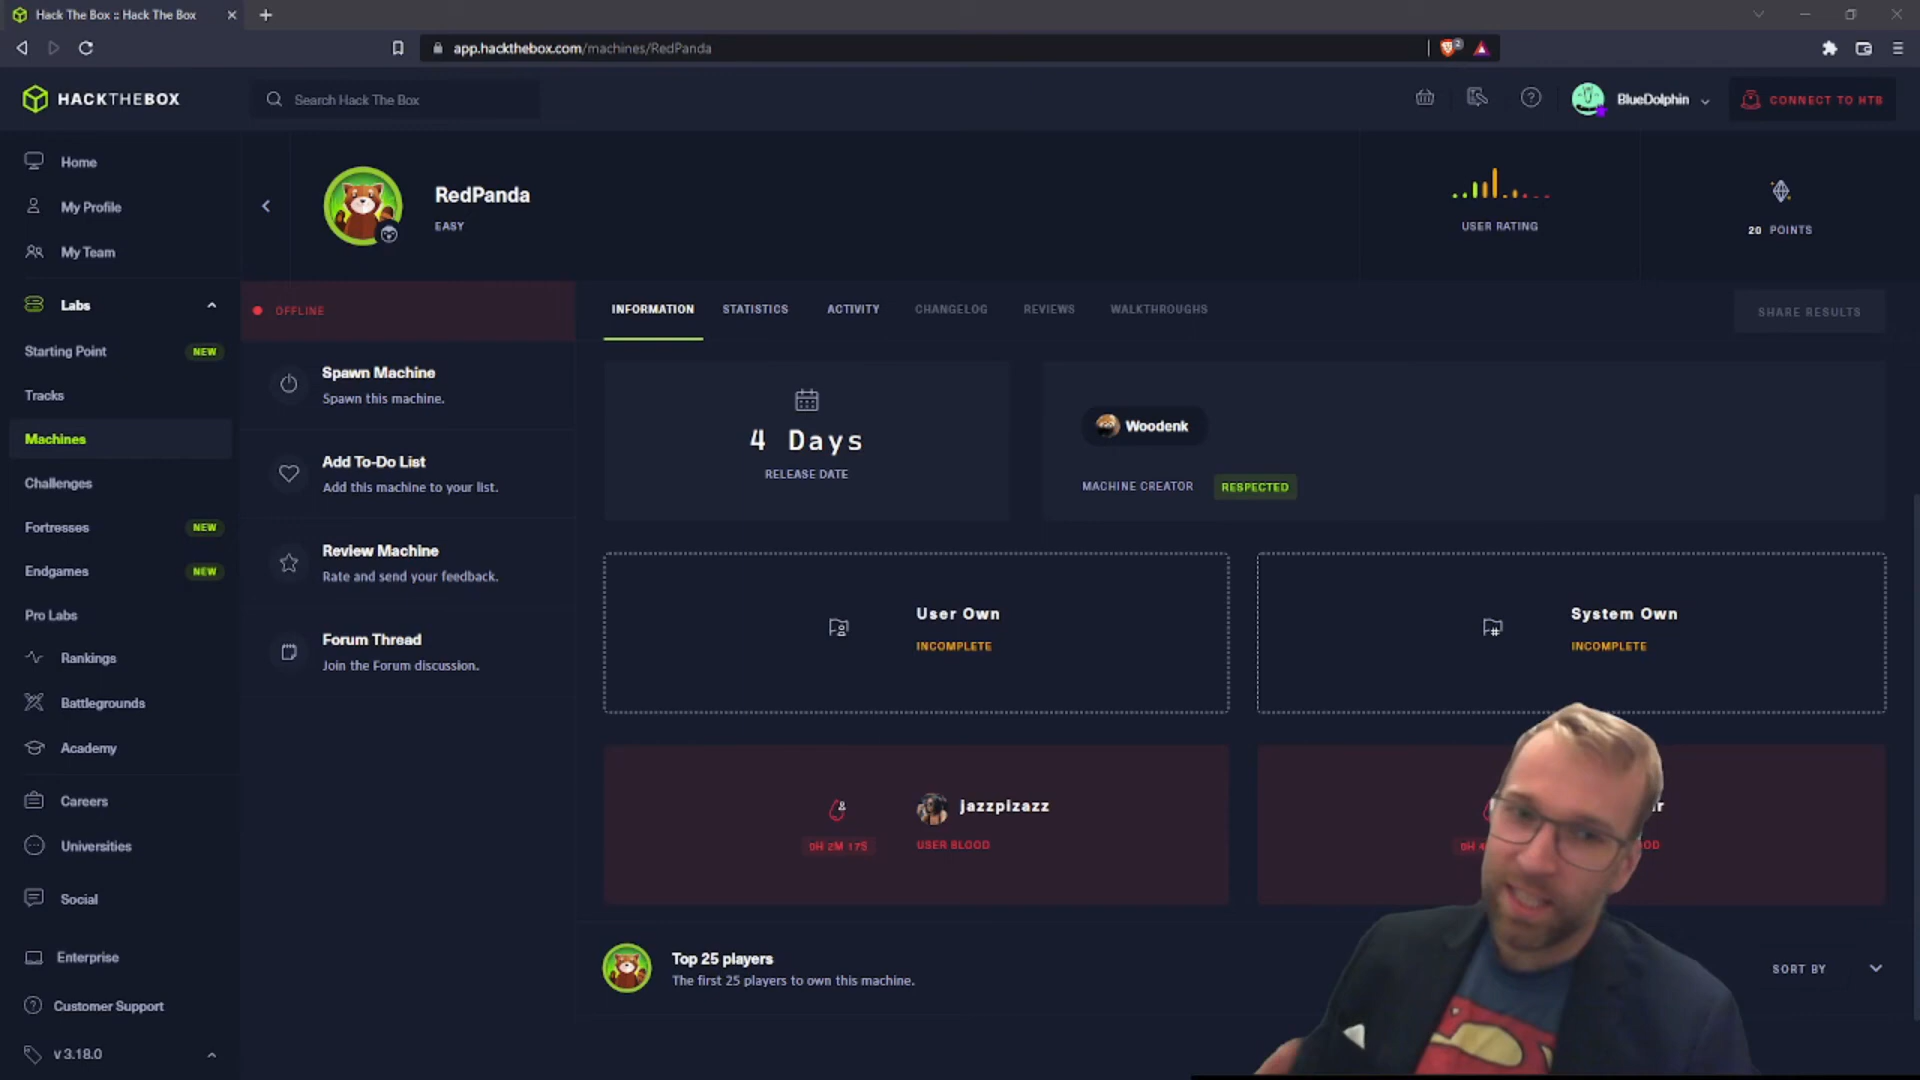 Hack The Box :: Hack The Box
app.hackthebox.com/machines/RedPanda
2
HACKTHEBOX
Search Hack The Box
BlueDolphin
CONNECT TO HTB
Home
My Profile
My Team
Labs
Starting Point NEW
Tracks
Machines
Challenges
Fortresses NEW
Endgames NEW
Pro Labs
Rankings
Battlegrounds
Academy
Careers
Universities
Social
Enterprise
Customer Support
v 3.18.0
RedPanda
EASY
USER RATING
20 POINTS
OFFLINE
Spawn Machine
Spawn this machine.
Add To-Do List
Add this machine to your list.
Review Machine
Rate and send your feedback.
Forum Thread
Join the Forum discussion.
INFORMATION STATISTICS ACTIVITY CHANGELOG REVIEWS WALKTHROUGHS
SHARE RESULTS
4 Days
RELEASE DATE
Woodenk
MACHINE CREATOR RESPECTED
User Own
INCOMPLETE
System Own
INCOMPLETE
jazzpizazz
0H 2M 17S USER BLOOD
0H
Top 25 players
The first 25 players to own this machine.
SORT BY